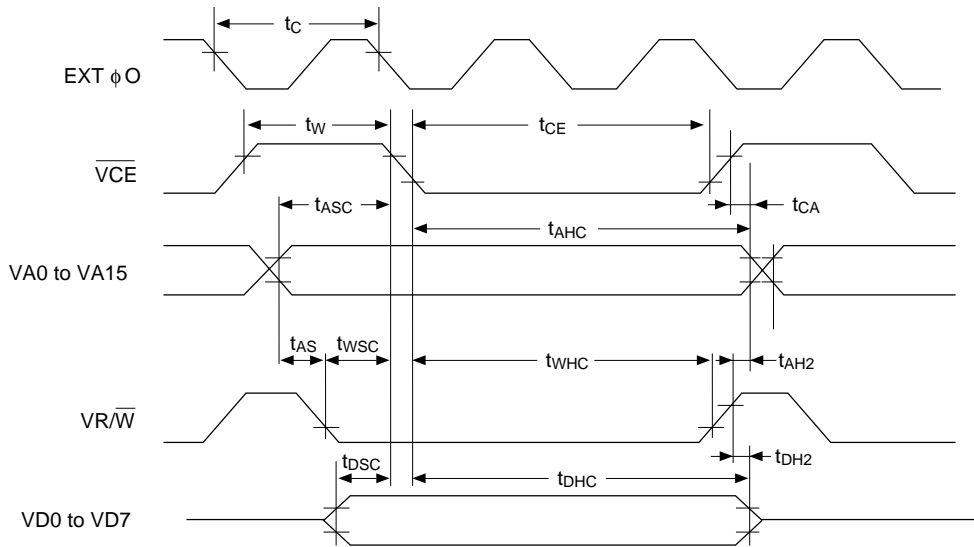 tC
EXT ϕO
tW
tCE
VCE
tCA
tASC
tAHC
VA0 to VA15
tAS
tWSC
tWHC
tAH2
VR/W
tDH2
tDSC
tDHC
VD0 to VD7